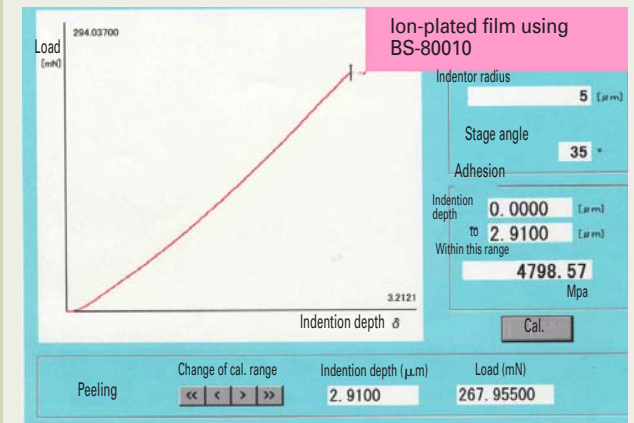 Ion-plated film using
BS-80010
294.03700
Load
[mN]
3.2121
Indention depth δ
Indentor radius
5 [μm]
Stage angle
35 °
Adhesion
Indention
depth
0.0000 [μm]
to 2.9100 [μm]
Within this range
4798.57
Mpa
Cal.
Peeling
Change of cal. range
<< < > >>
Indention depth (μ.m)
2.9100
Load (mN)
267.95500